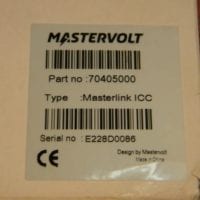 MASTERVOLT
Part no :70405000
Type :Masterlink ICC
Serial no :E228D0086
CE
Design by Mastervolt
Made in China